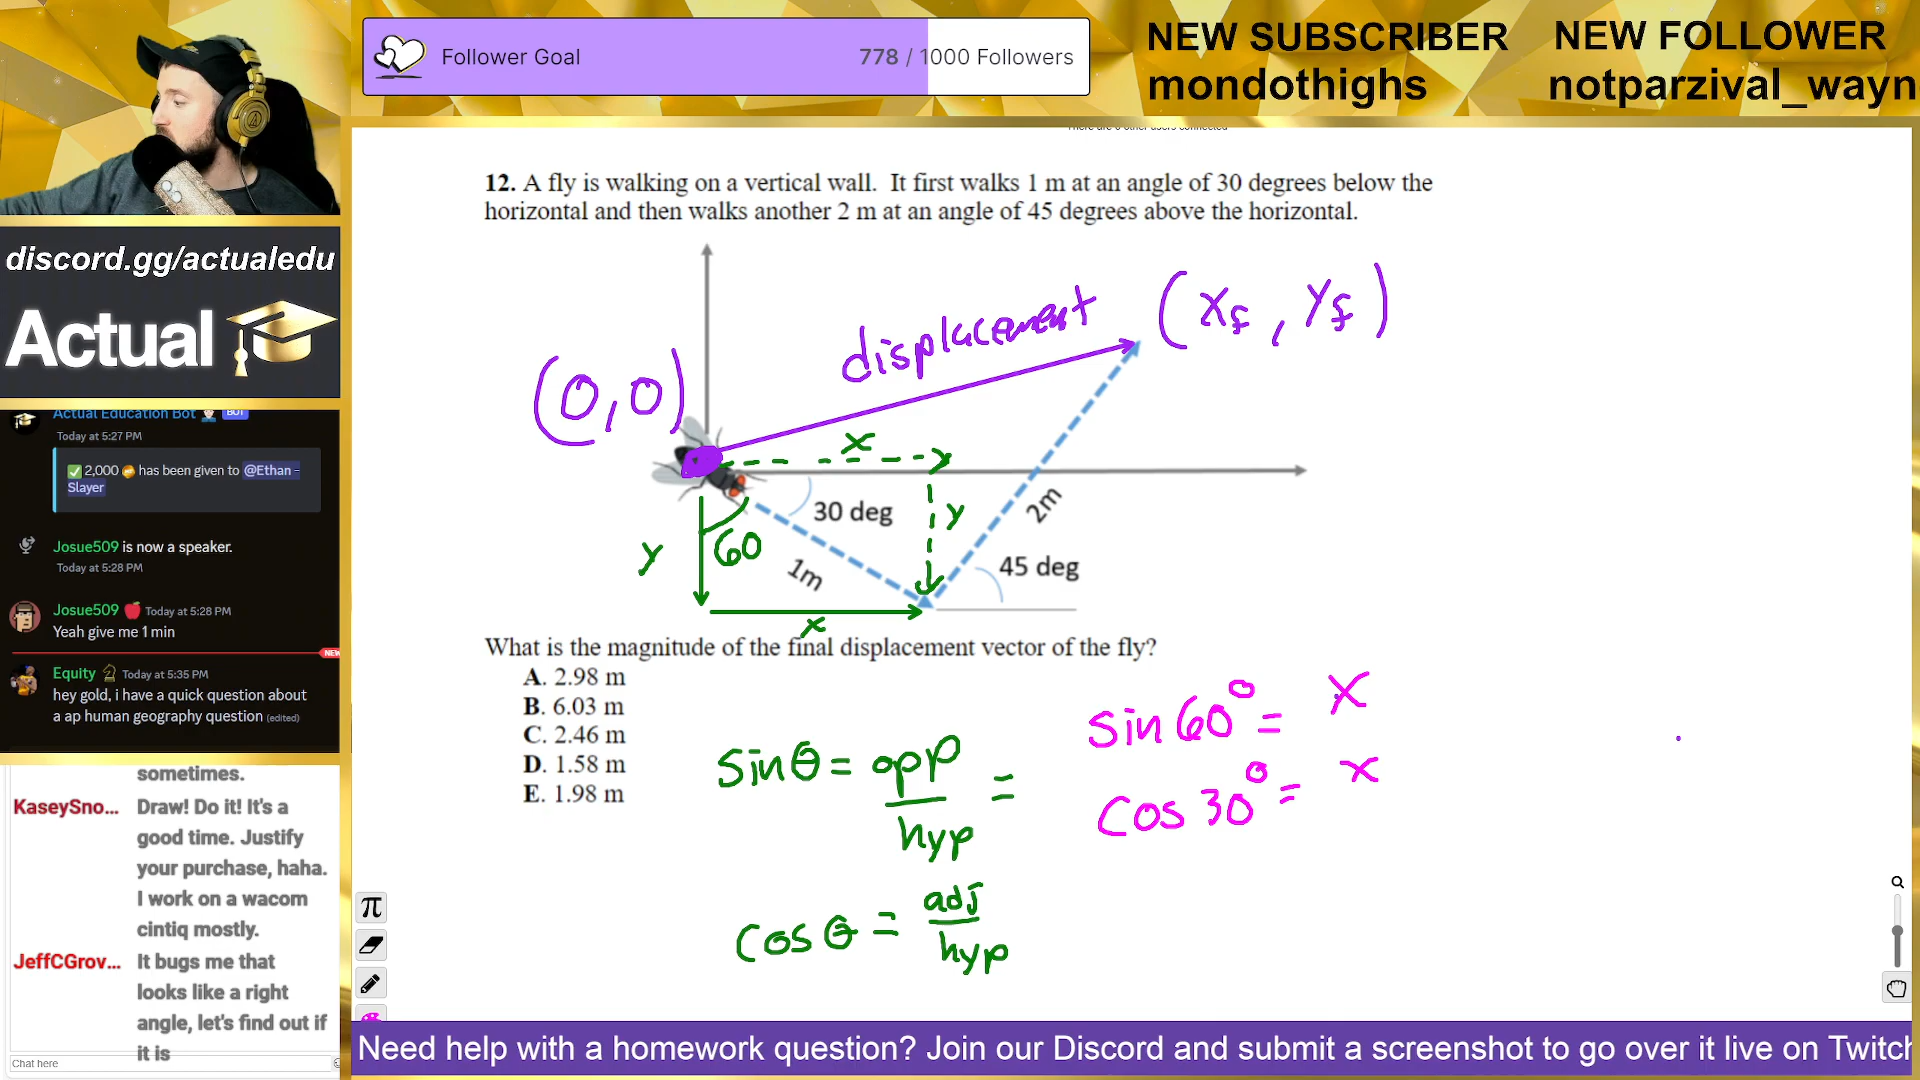 Follower Goal
778 / 1000 Followers
NEW SUBSCRIBER
mondothighs
NEW FOLLOWER
notparzival_wayn
discord.gg/actualedu
Actual
Actual Education Bot BOT
Today at 5:27 PM
2,000 has been given to @Ethan -
Slayer
Josue509 is now a speaker.
Today at 5:28 PM
Josue509 Today at 5:28 PM
Yeah give me 1 min
NEW
Equity Today at 5:35 PM
hey gold, i have a quick question about
a ap human geography question (edited)
sometimes.
KaseySno... Draw! Do it! It's a
good time. Justify
your purchase, haha.
I work on a wacom
cintiq mostly.
JeffCGrov... It bugs me that
looks like a right
angle, let's find out if
it is
Chat here
There are 0 other users connected
12. A fly is walking on a vertical wall. It first walks 1 m at an angle of 30 degrees below the
horizontal and then walks another 2 m at an angle of 45 degrees above the horizontal.
displacement
(xf, yf)
(0,0)
x
30 deg
y
2m
y
60
1m
45 deg
x
What is the magnitude of the final displacement vector of the fly?
A. 2.98 m
B. 6.03 m
C. 2.46 m
D. 1.58 m
E. 1.98 m
sin 60° = x
cos 30° = x
sin θ = opp/hyp =
cos θ = adj/hyp
π
Need help with a homework question? Join our Discord and submit a screenshot to go over it live on Twitch